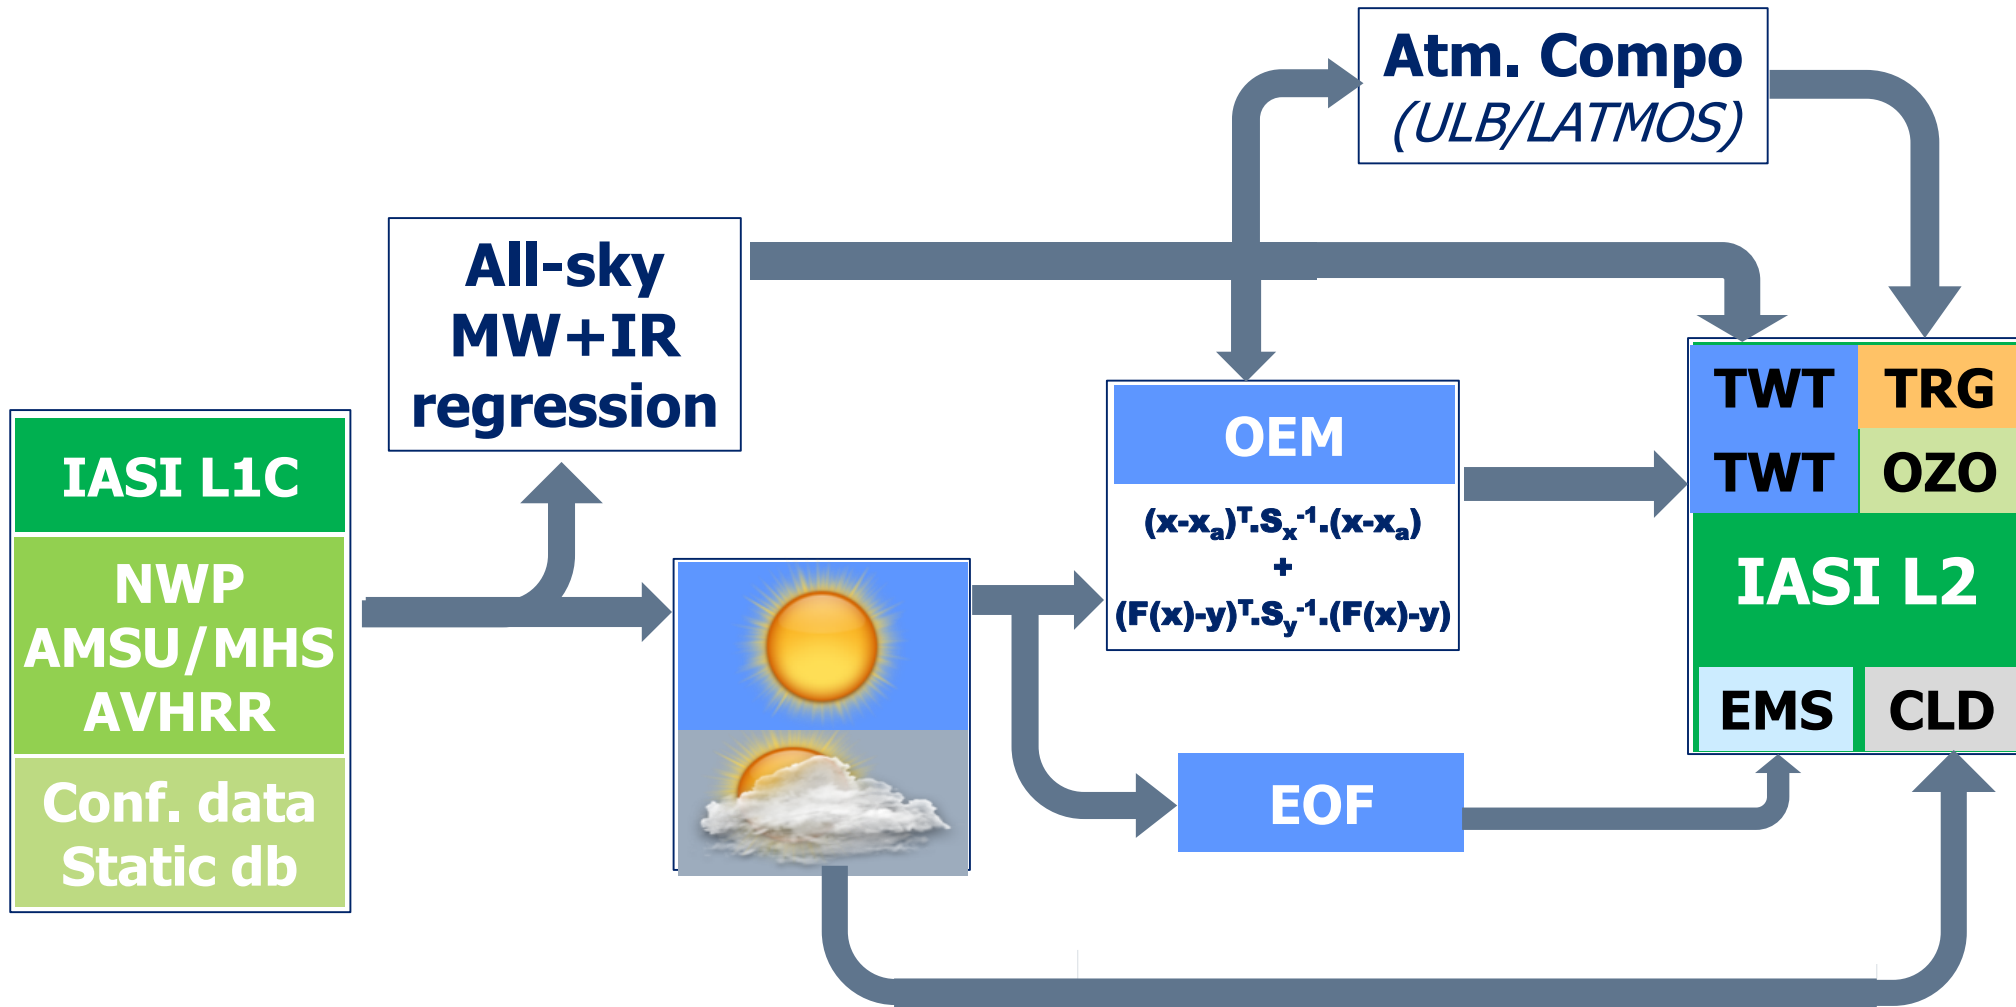 Atm. Compo
(ULB/LATMOS)
All-sky
MW+IR
regression
IASI L1C
NWP
AMSU/MHS
AVHRR
Conf. data
Static db
OEM
(x-xₐ)ᵀ.Sₓ⁻¹.(x-xₐ)
+
(F(x)-y)ᵀ.S_y⁻¹.(F(x)-y)
EOF
TWT TRG
TWT OZO
IASI L2
EMS CLD